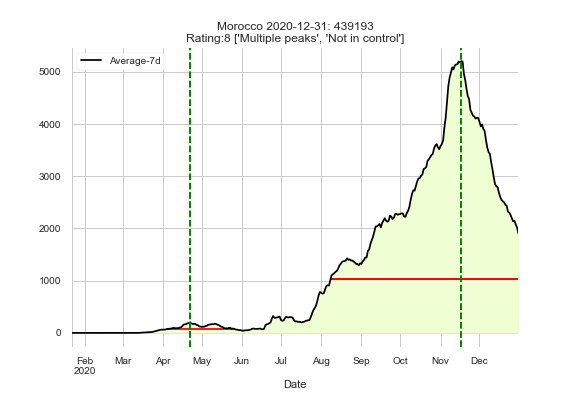 Morocco 2020-12-31: 439193
Rating:8 ['Multiple peaks', 'Not in control']
Average-7d
5000
4000
3000
2000
1000
0
Feb Mar Apr May Jun Jul Aug Sep Oct Nov Dec
2020
Date